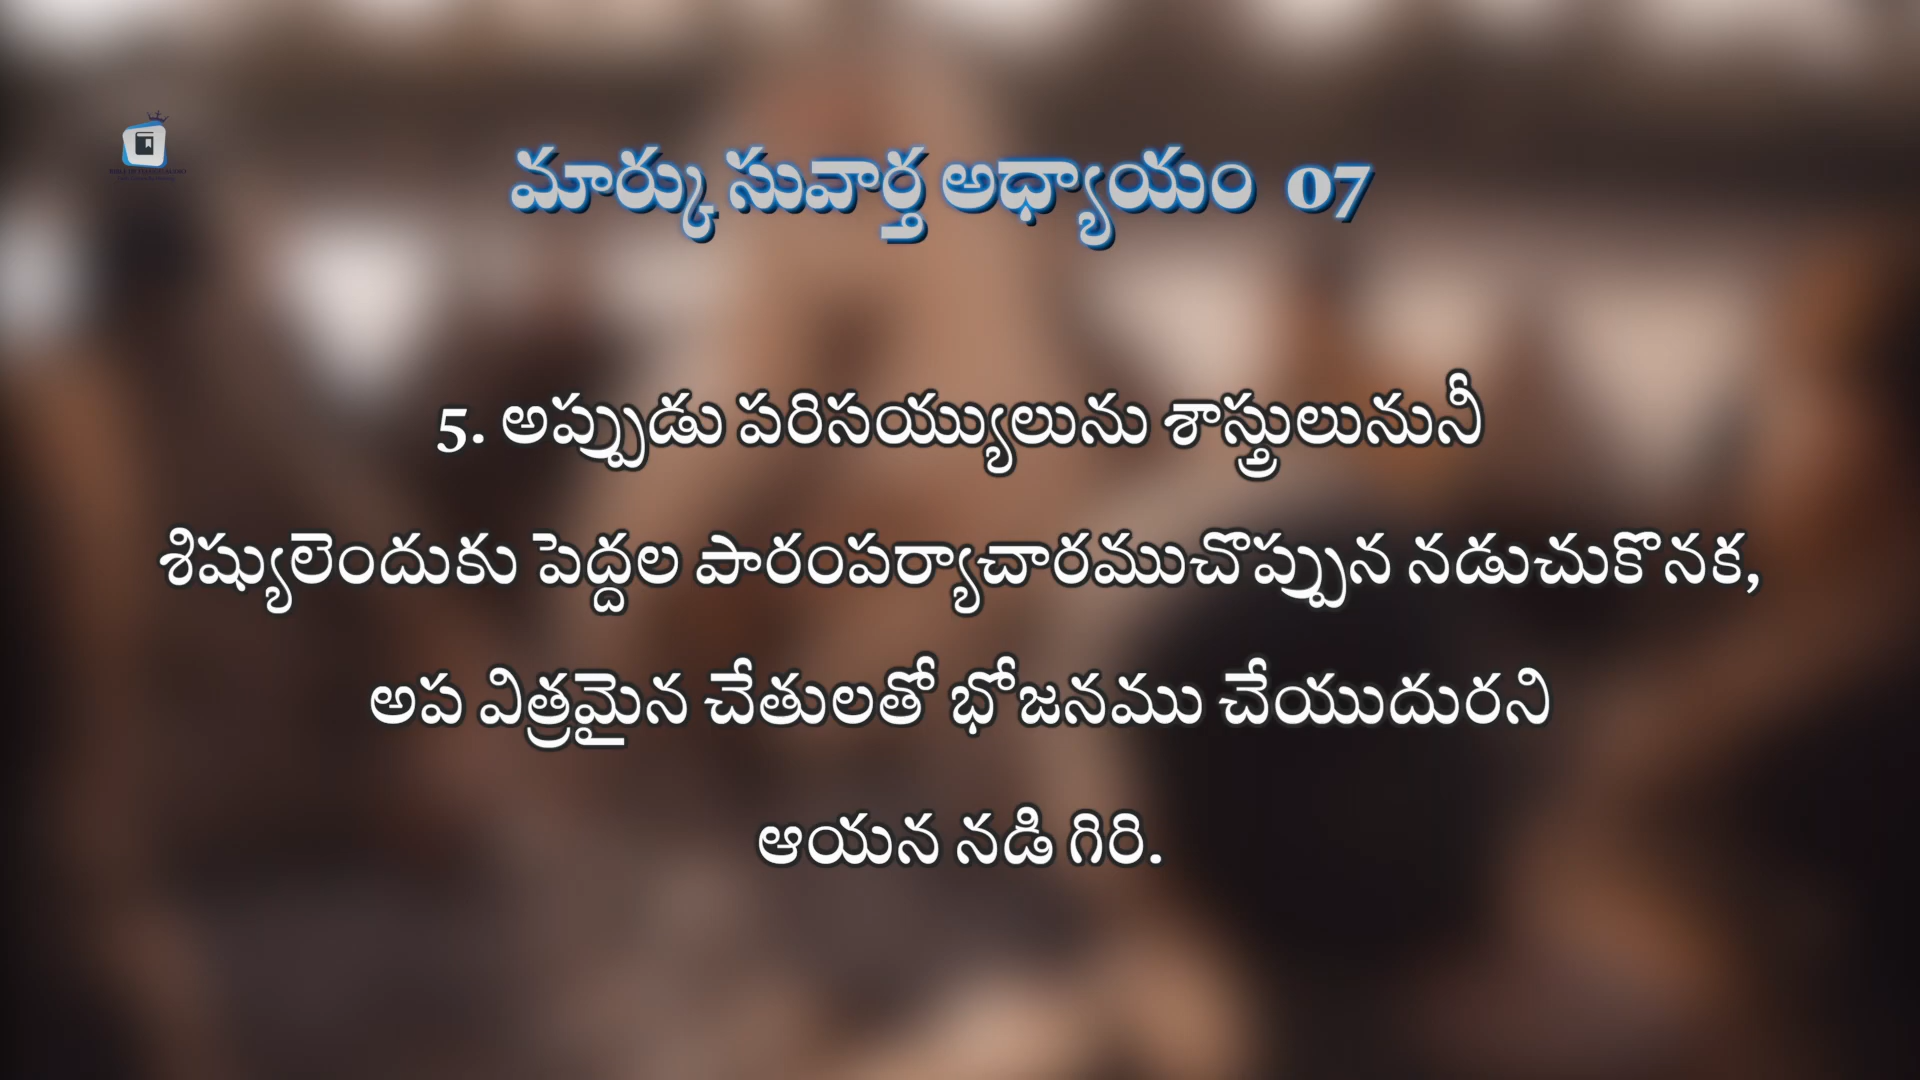 మార్కు సువార్త అధ్యాయం 07
5. అప్పుడు పరిసయ్యులును శాస్త్రులునునీ
శిష్యులెందుకు పెద్దల పారంపర్యాచారముచొప్పున నడుచుకొనక,
అప విత్రమైన చేతులతో భోజనము చేయుదురని
ఆయన నడి గిరి.